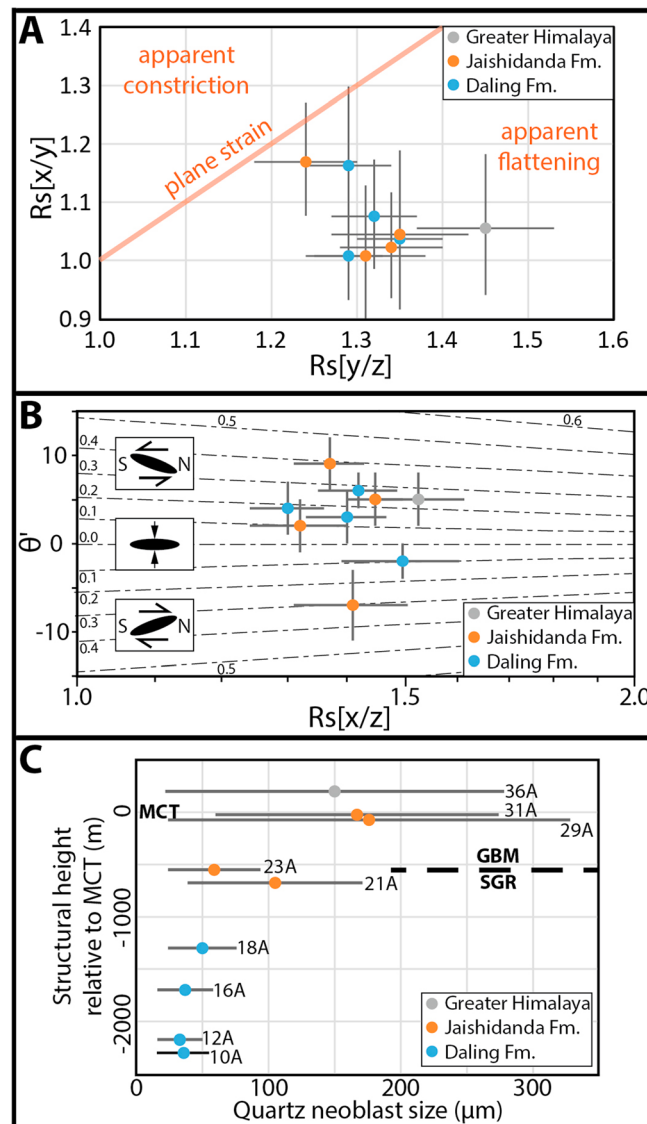 A
1.4
Greater Himalaya
apparent
constriction
Jaishidanda Fm.
Daling Fm.
1.3
apparent
flattening
Rs[x/y]
1.2
plane strain
1.1
1.0
0.9
1.0
1.1
1.2
1.3
1.4
1.5
1.6
Rs[y/z]
B
0.5
0.6
10
0.4
0.3
S N
0.2
0.1
θ'
0
0.0
0.1
0.2
S N
0.3
-10
0.4
Greater Himalaya
Jaishidanda Fm.
Daling Fm.
0.5
1.0
1.5
2.0
Rs[x/z]
C
Structural height
relative to MCT (m)
36A
0
MCT
31A
29A
GBM
23A
SGR
21A
-1000
18A
16A
Greater Himalaya
-2000
Jaishidanda Fm.
12A
Daling Fm.
10A
0
100
200
300
Quartz neoblast size (μm)